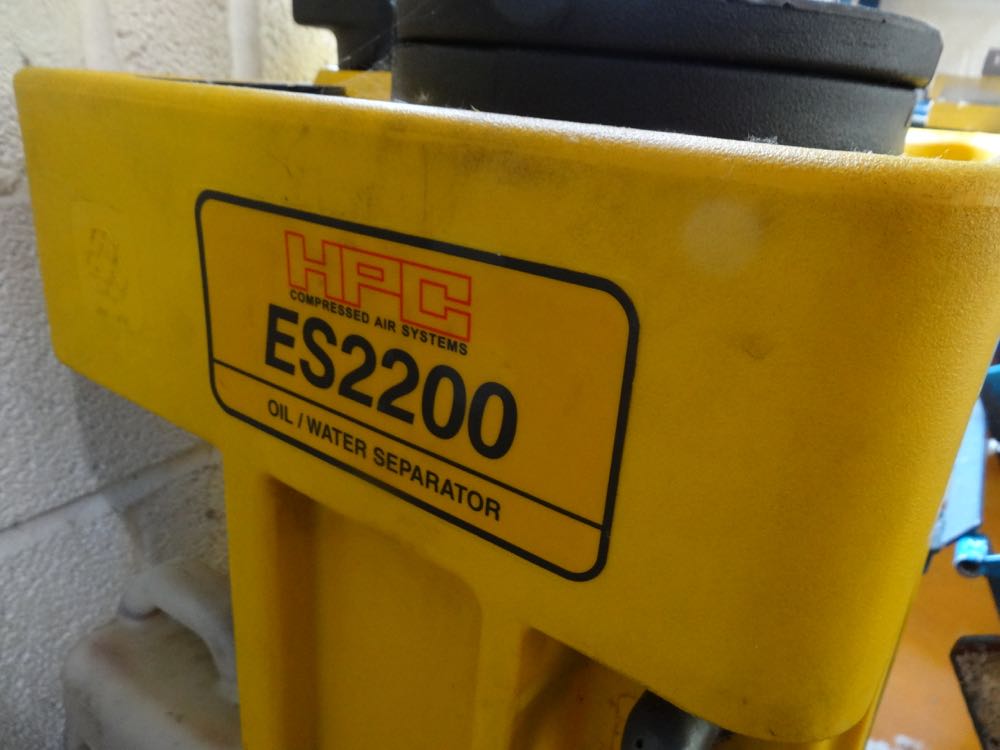 HPC
COMPRESSED AIR SYSTEMS
ES2200
OIL / WATER SEPARATOR